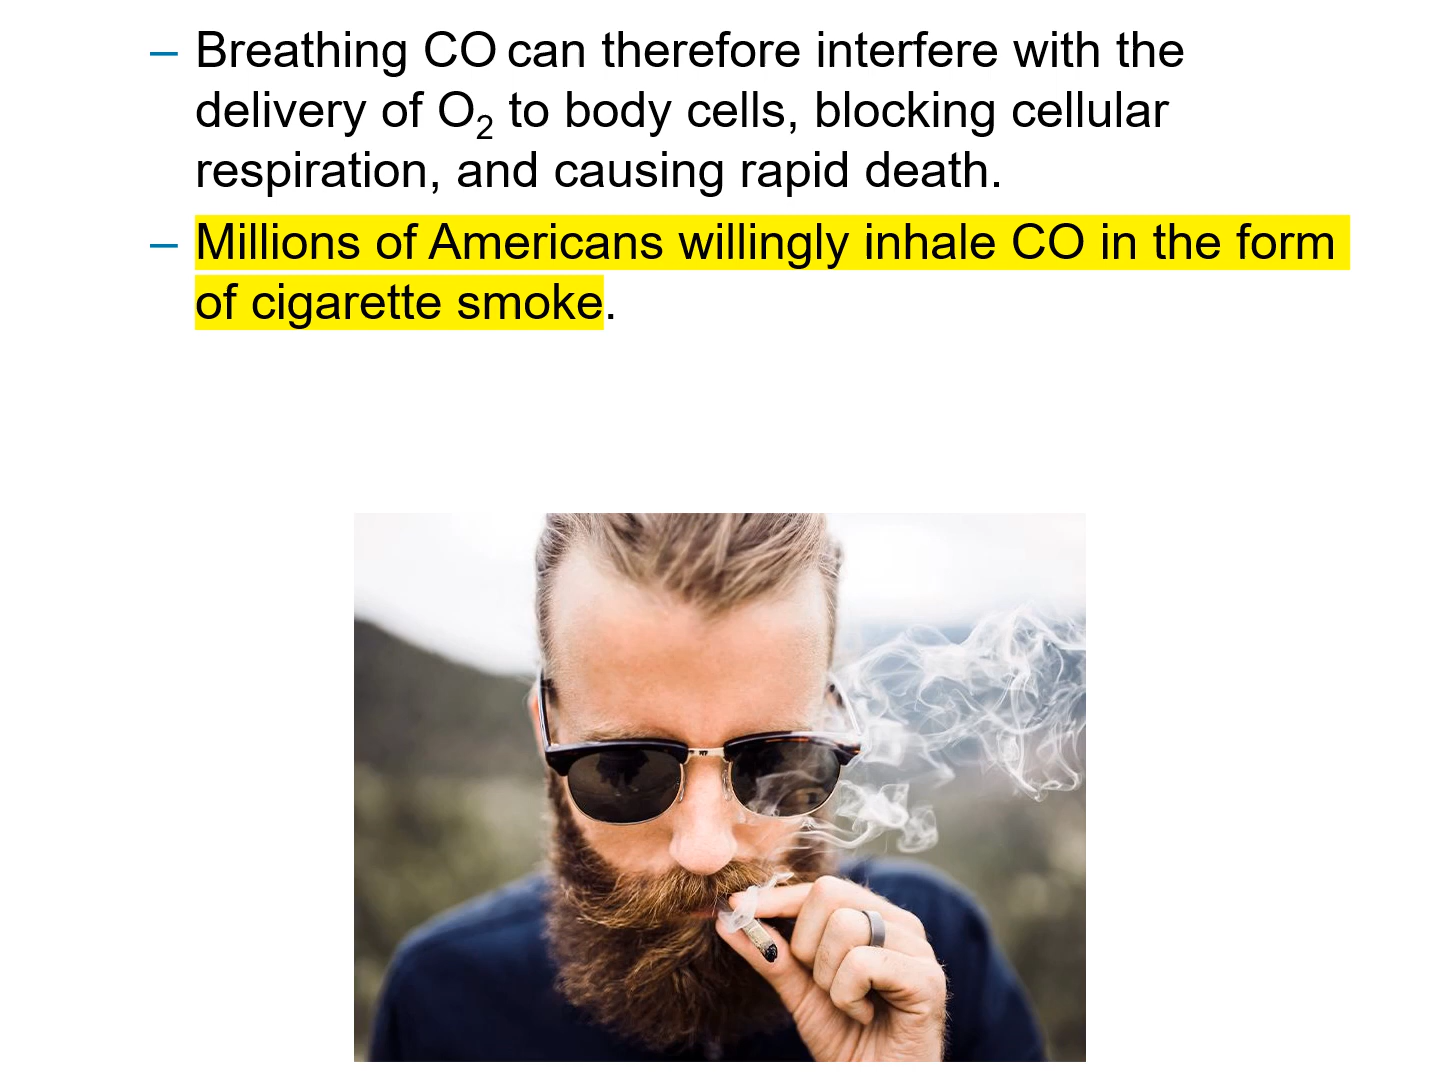 – Breathing CO can therefore interfere with the
delivery of O₂ to body cells, blocking cellular
respiration, and causing rapid death.
– Millions of Americans willingly inhale CO in the form
of cigarette smoke.